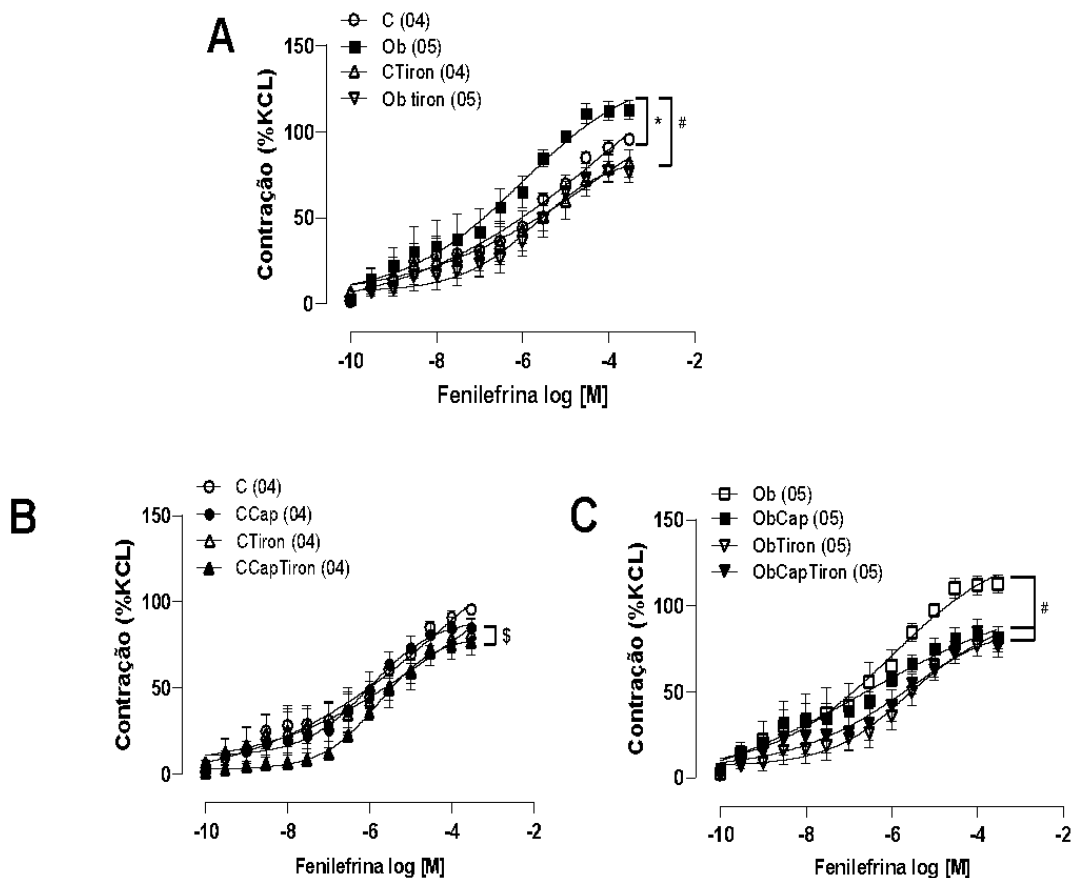 A
C (04)
Ob (05)
CTiron (04)
Ob tiron (05)
150
100
50
0
Contração (%KCL)
*
#
-10
-8
-6
-4
-2
Fenilefrina log [M]
B
C (04)
CCap (04)
CTiron (04)
CCapTiron (04)
150
100
50
0
Contração (%KCL)
$
-10
-8
-6
-4
-2
Fenilefrina log [M]
C
Ob (05)
ObCap (05)
ObTiron (05)
ObCapTiron (05)
150
100
50
0
Contração (%KCL)
#
-10
-8
-6
-4
-2
Fenilefrina log [M]